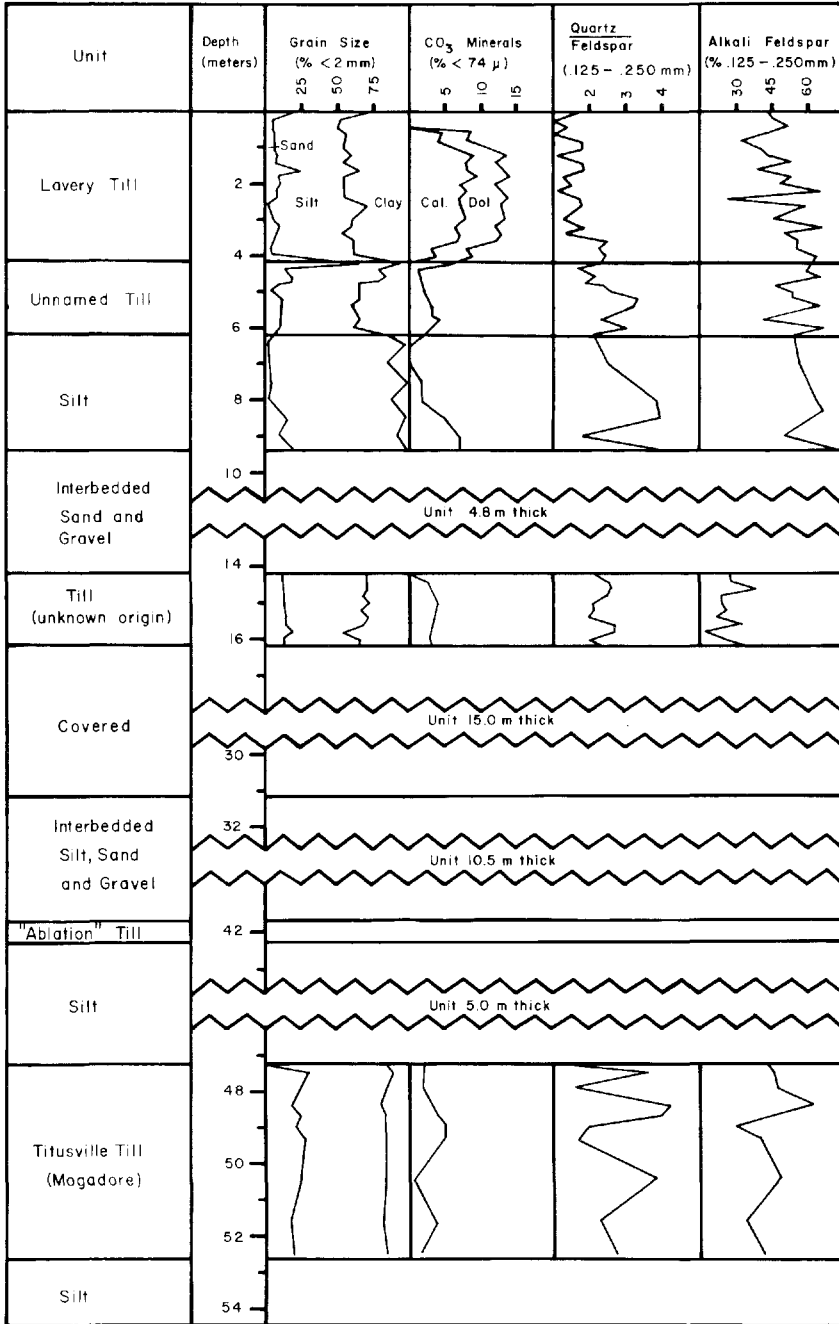 Unit
Depth
(meters)
Grain Size
(% < 2 mm)
25 50 75
CO3 Minerals
(% < 74 μ)
5 10 15
Quartz
Feldspar
(.125 - .250 mm)
2 3 4
Alkali Feldspar
(% .125 - .250mm)
30 60
Lavery Till
Sand
Silt
Clay
Cal.
Dol.
2
4
Unnamed Till
6
Silt
8
10
Interbedded
Sand and
Gravel
Unit 4.8 m thick
14
Till
(unknown origin)
16
Covered
Unit 15.0 m thick
30
Interbedded
Silt, Sand
and Gravel
32
Unit 10.5 m thick
"Ablation" Till
42
Silt
Unit 5.0 m thick
48
Titusville Till
(Mogadore)
50
52
Silt
54